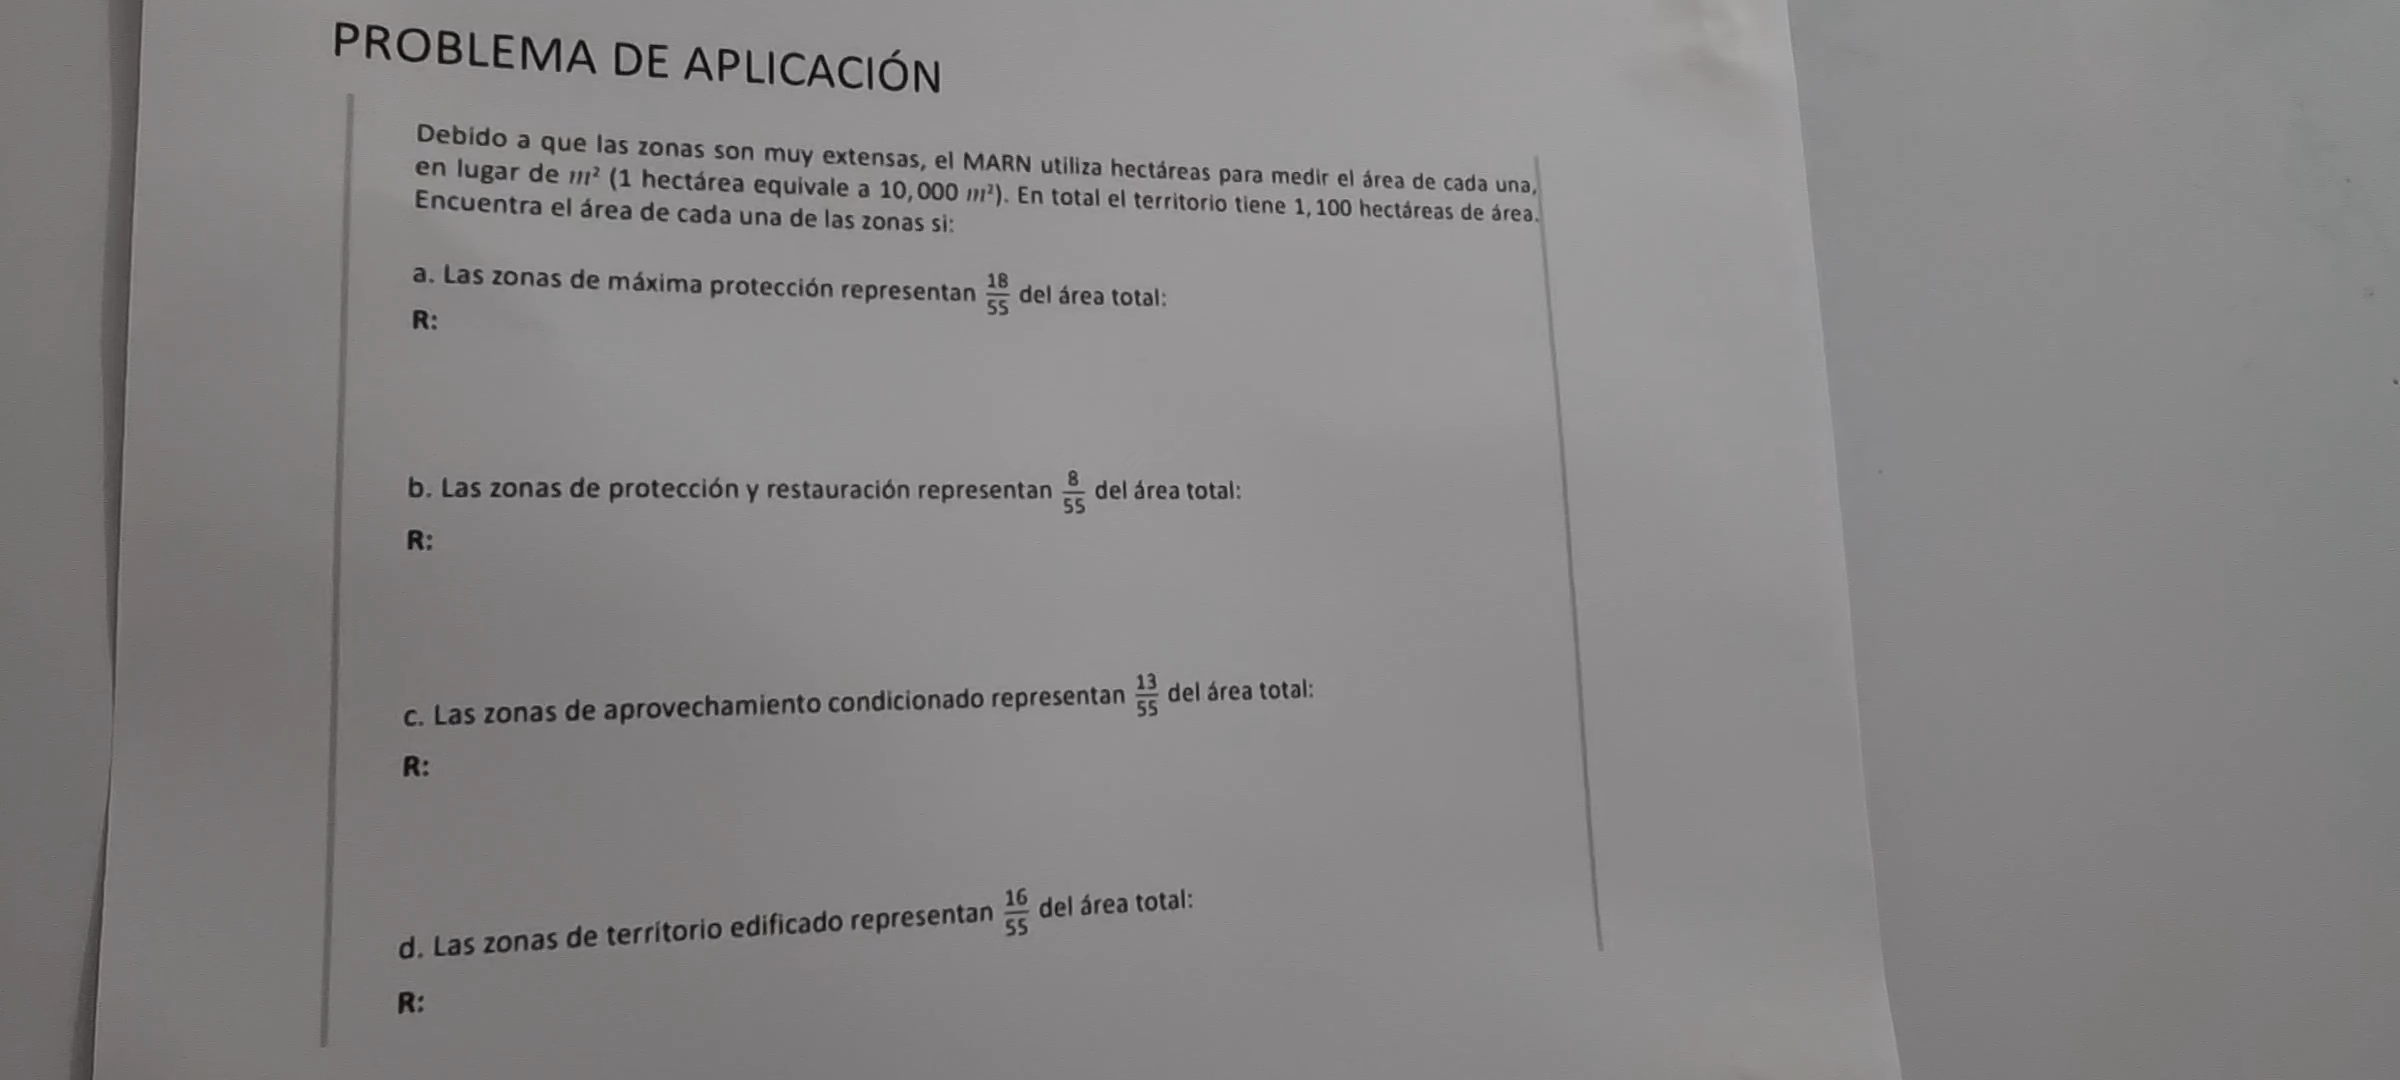 PROBLEMA DE APLICACIÓN
Debido a que las zonas son muy extensas, el MARN utiliza hectáreas para medir el área de cada una,
en lugar de m² (1 hectárea equivale a 10,000 m²). En total el territorio tiene 1,100 hectáreas de área.
Encuentra el área de cada una de las zonas si:
a. Las zonas de máxima protección representan 18/55 del área total:
R:
b. Las zonas de protección y restauración representan 8/55 del área total:
R:
c. Las zonas de aprovechamiento condicionado representan 13/55 del área total:
R:
d. Las zonas de territorio edificado representan 16/55 del área total:
R: